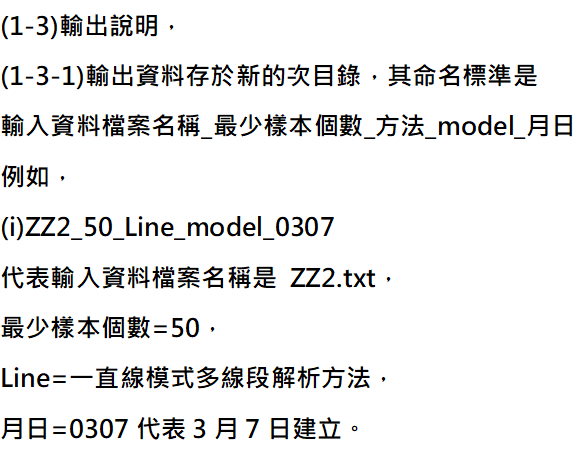 (1-3)輸出說明，
(1-3-1)輸出資料存於新的次目錄，其命名標準是
輸入資料檔案名稱_最少樣本個數_方法_model_月日
例如，
(i)ZZ2_50_Line_model_0307
代表輸入資料檔案名稱是 ZZ2.txt，
最少樣本個數=50，
Line=一直線模式多線段解析方法，
月日=0307 代表 3 月 7 日建立。